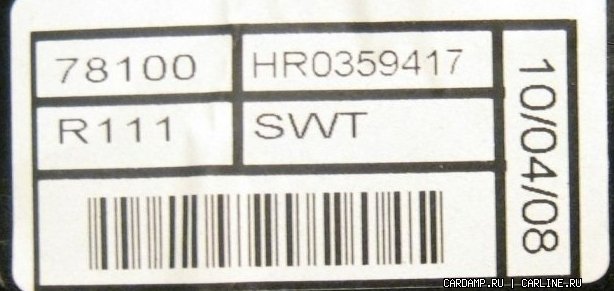 78100 HR0359417
R111 SWT
10/04/08
CARDAMP.RU | CARLINE.RU